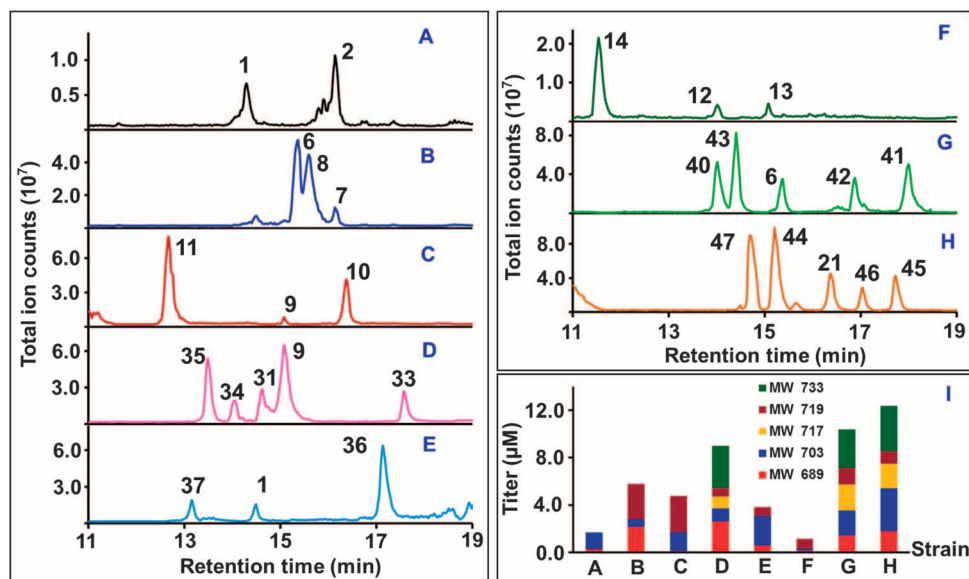 A
1.0
0.5
1
2
B
4.0
2.0
6
8
7
C
6.0
3.0
11
9
10
D
6.0
3.0
35
34
31
9
33
E
6.0
3.0
37
1
36
Total ion counts (10⁷)
11 13 15 17 19
Retention time (min)
F
2.0
1.0
14
12
13
G
8.0
4.0
40
43
6
42
41
H
8.0
4.0
47
44
21
46
45
Total ion counts (10⁷)
11 13 15 17 19
Retention time (min)
I
MW 733
MW 719
MW 717
MW 703
MW 689
Titer (µM)
12.0
8.0
4.0
0.0
A B C D E F G H
Strain